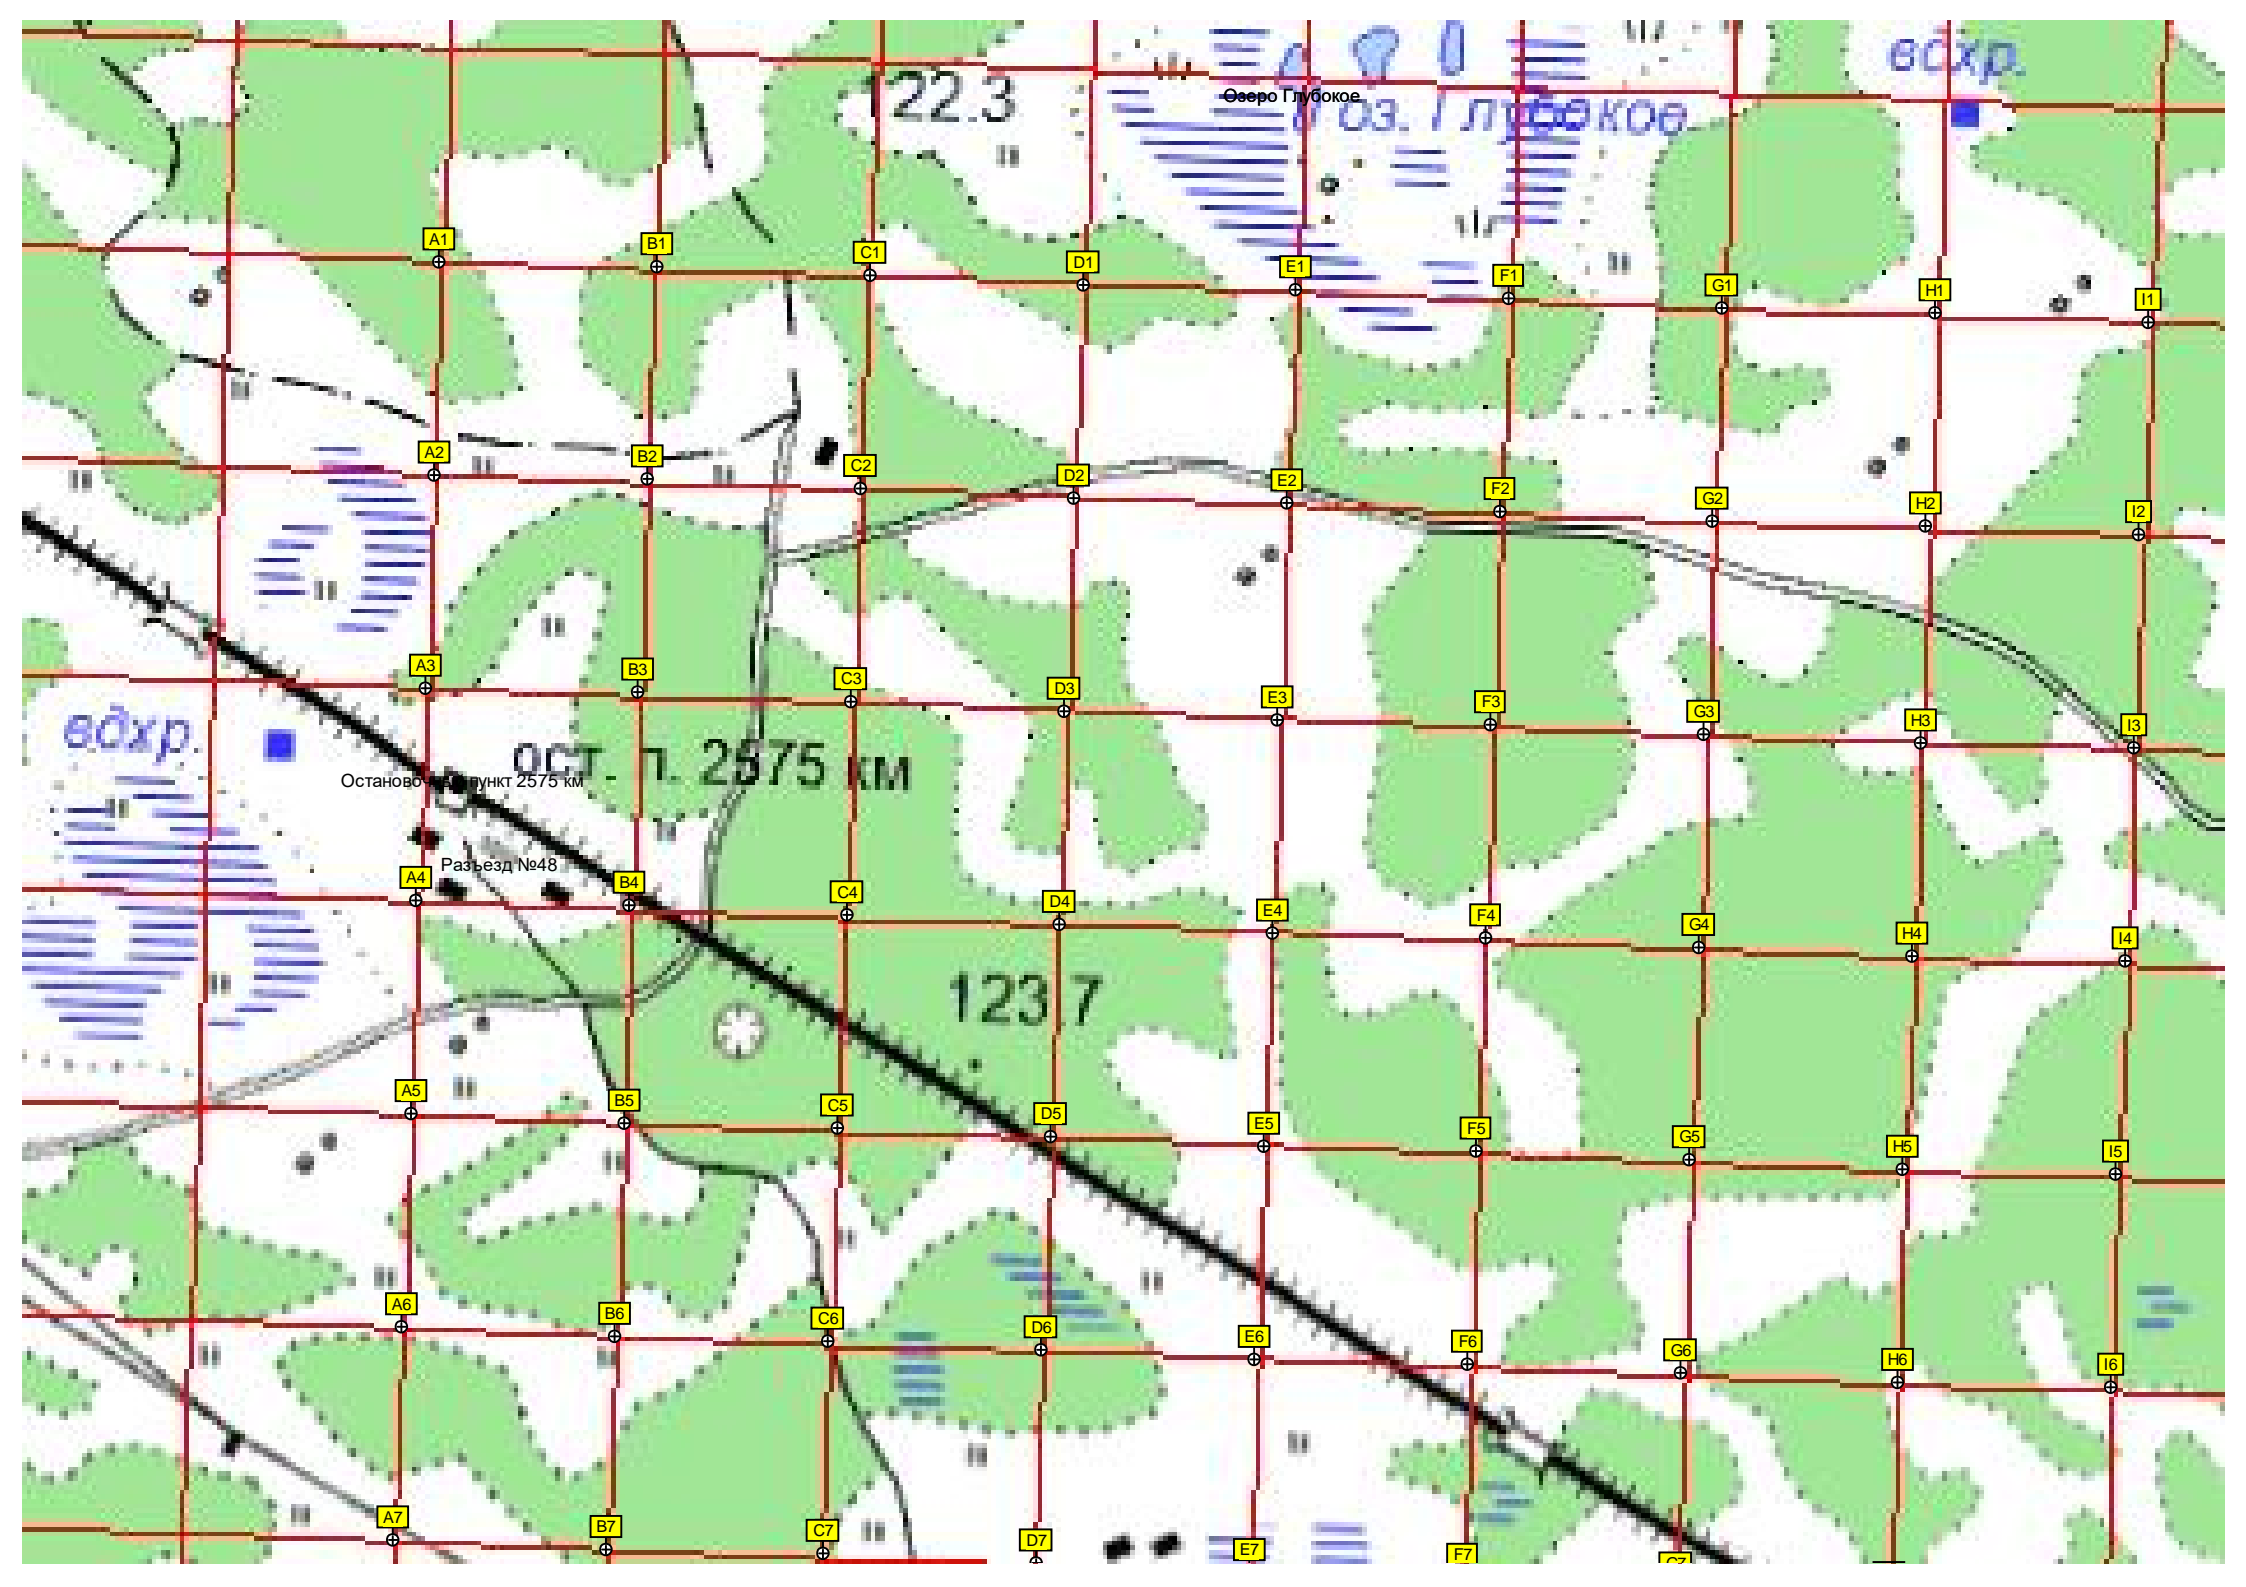 вдхр.
122.3
Озеро Глубокое
оз. Глубокое
A1 B1 C1 D1 E1 F1 G1 H1 I1
A2 B2 C2 D2 E2 F2 G2 H2 I2
A3 B3 C3 D3 E3 F3 G3 H3 I3
вдхр.
ост. п. 2575 км
Разъезд №48
A4 B4 C4 D4 E4 F4 G4 H4 I4
123.7
A5 B5 C5 D5 E5 F5 G5 H5 I5
A6 B6 C6 D6 E6 F6 G6 H6 I6
A7 B7 C7 D7 E7 F7